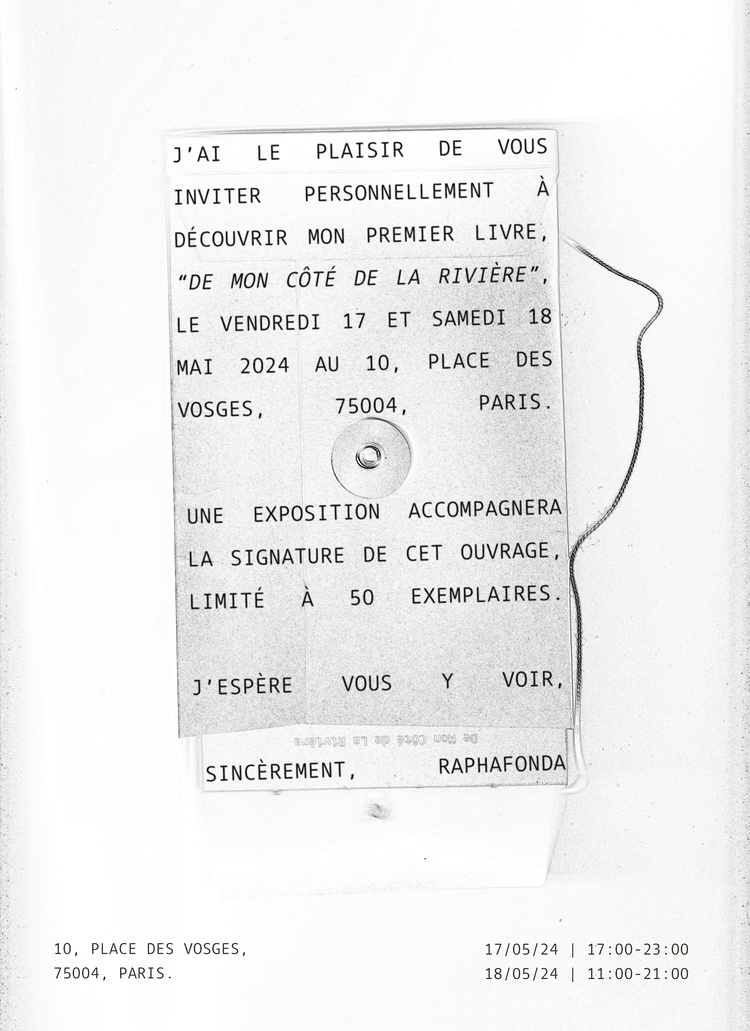 J’AI LE PLAISIR DE VOUS
INVITER PERSONNELLEMENT À
DÉCOUVRIR MON PREMIER LIVRE,
“DE MON CÔTÉ DE LA RIVIÈRE”,
LE VENDREDI 17 ET SAMEDI 18
MAI 2024 AU 10, PLACE DES
VOSGES, 75004, PARIS.
UNE EXPOSITION ACCOMPAGNERA
LA SIGNATURE DE CET OUVRAGE,
LIMITÉ À 50 EXEMPLAIRES.
J’ESPÈRE VOUS Y VOIR,
De Mon Côté de La Rivière
SINCÈREMENT, RAPHAFONDA
10, PLACE DES VOSGES,
75004, PARIS.
17/05/24 | 17:00-23:00
18/05/24 | 11:00-21:00